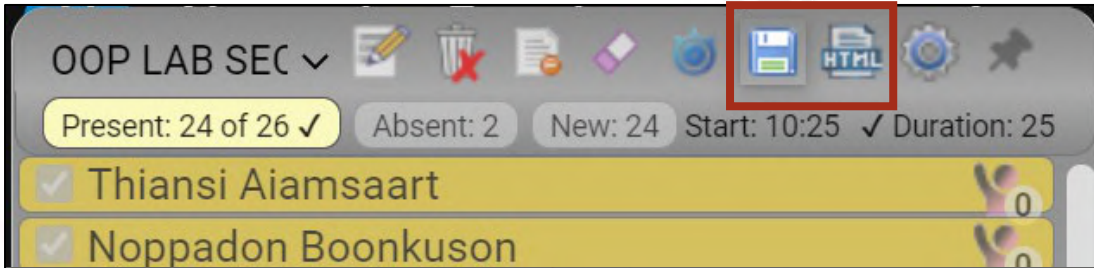 OOP LAB SEC
HTML
Present: 24 of 26 ✓ Absent: 2 New: 24 Start: 10:25 ✓ Duration: 25
Thiansi Aiamsaart
0
Noppadon Boonkuson
0